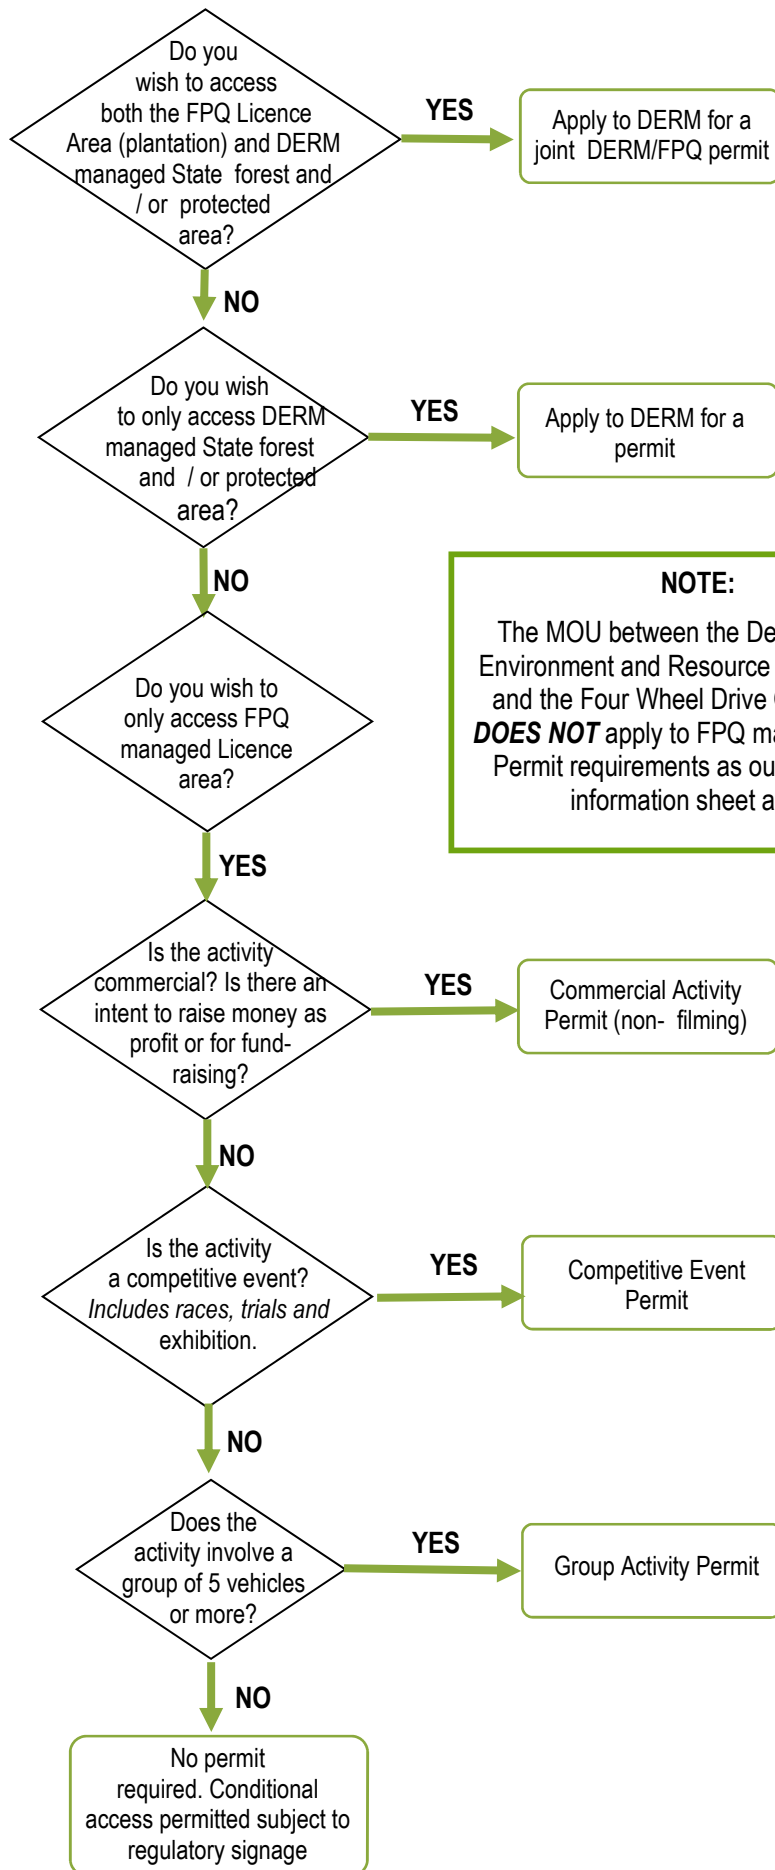 Do you
wish to access
both the FPQ Licence
Area (plantation) and DERM
managed State forest and
/ or protected
area?
YES
Apply to DERM for a
joint DERM/FPQ permit
NO
Do you wish
to only access DERM
managed State forest
and / or protected
area?
YES
Apply to DERM for a
permit
NO
NOTE:
The MOU between the De
Environment and Resource
and the Four Wheel Drive
DOES NOT apply to FPQ ma
Permit requirements as ou
information sheet a
Do you wish to
only access FPQ
managed Licence
area?
YES
Is the activity
commercial? Is there an
intent to raise money as
profit or for fund-
raising?
YES
Commercial Activity
Permit (non- filming)
NO
Is the activity
a competitive event?
Includes races, trials and
exhibition.
YES
Competitive Event
Permit
NO
Does the
activity involve a
group of 5 vehicles
or more?
YES
Group Activity Permit
NO
No permit
required. Conditional
access permitted subject to
regulatory signage